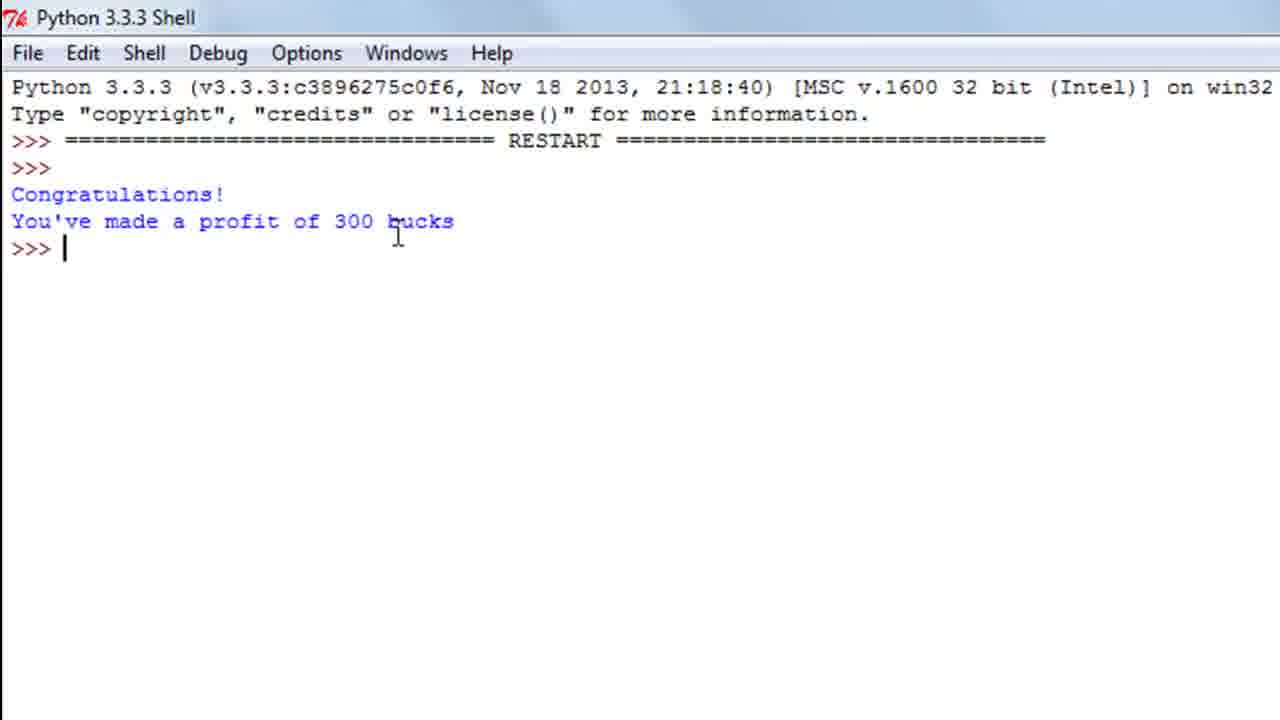 Python 3.3.3 Shell
File Edit Shell Debug Options Windows Help
Python 3.3.3 (v3.3.3:c3896275c0f6, Nov 18 2013, 21:18:40) [MSC v.1600 32 bit (Intel)] on win32
Type "copyright", "credits" or "license()" for more information.
>>> ================================ RESTART ================================
>>>
Congratulations!
You've made a profit of 300 bucks
>>>